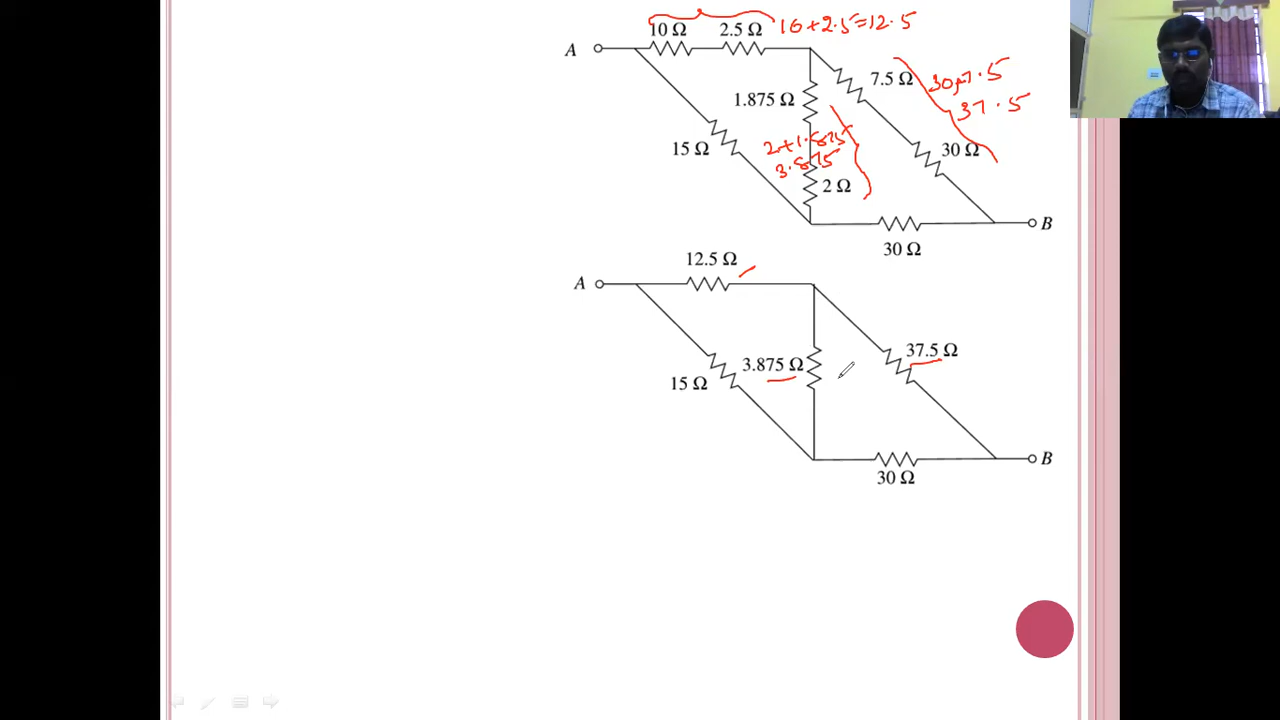 10 Ω 2.5 Ω 10+2.5=12.5
A
7.5 Ω 30+7.5
1.875 Ω 37.5
15 Ω 2+1.875 30 Ω
3.875
2 Ω
B
30 Ω
12.5 Ω
A
37.5 Ω
3.875 Ω
15 Ω
B
30 Ω